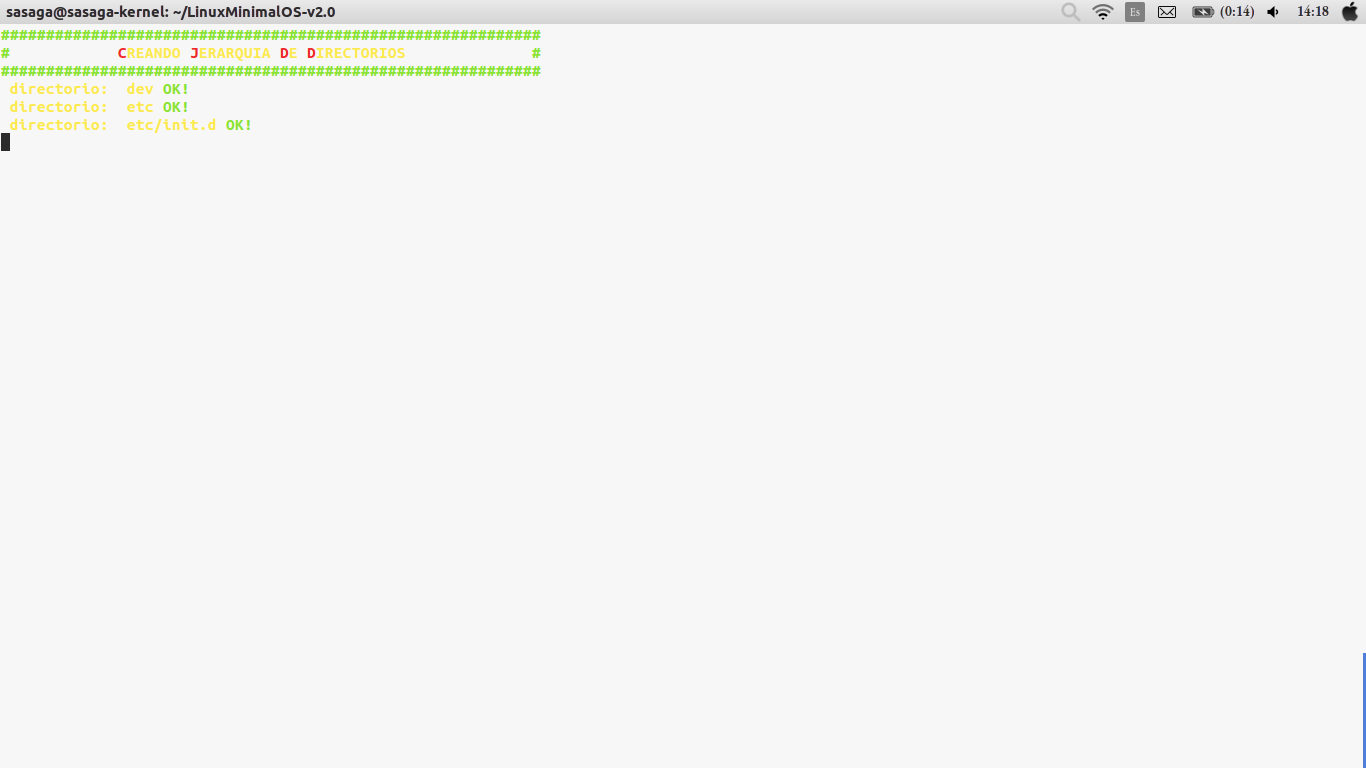 sasaga@sasaga-kernel: ~/LinuxMinimalOS-v2.0
Es (0:14) 14:18
############################################################
# CREANDO JERARQUIA DE DIRECTORIOS #
############################################################
directorio: dev OK!
directorio: etc OK!
directorio: etc/init.d OK!